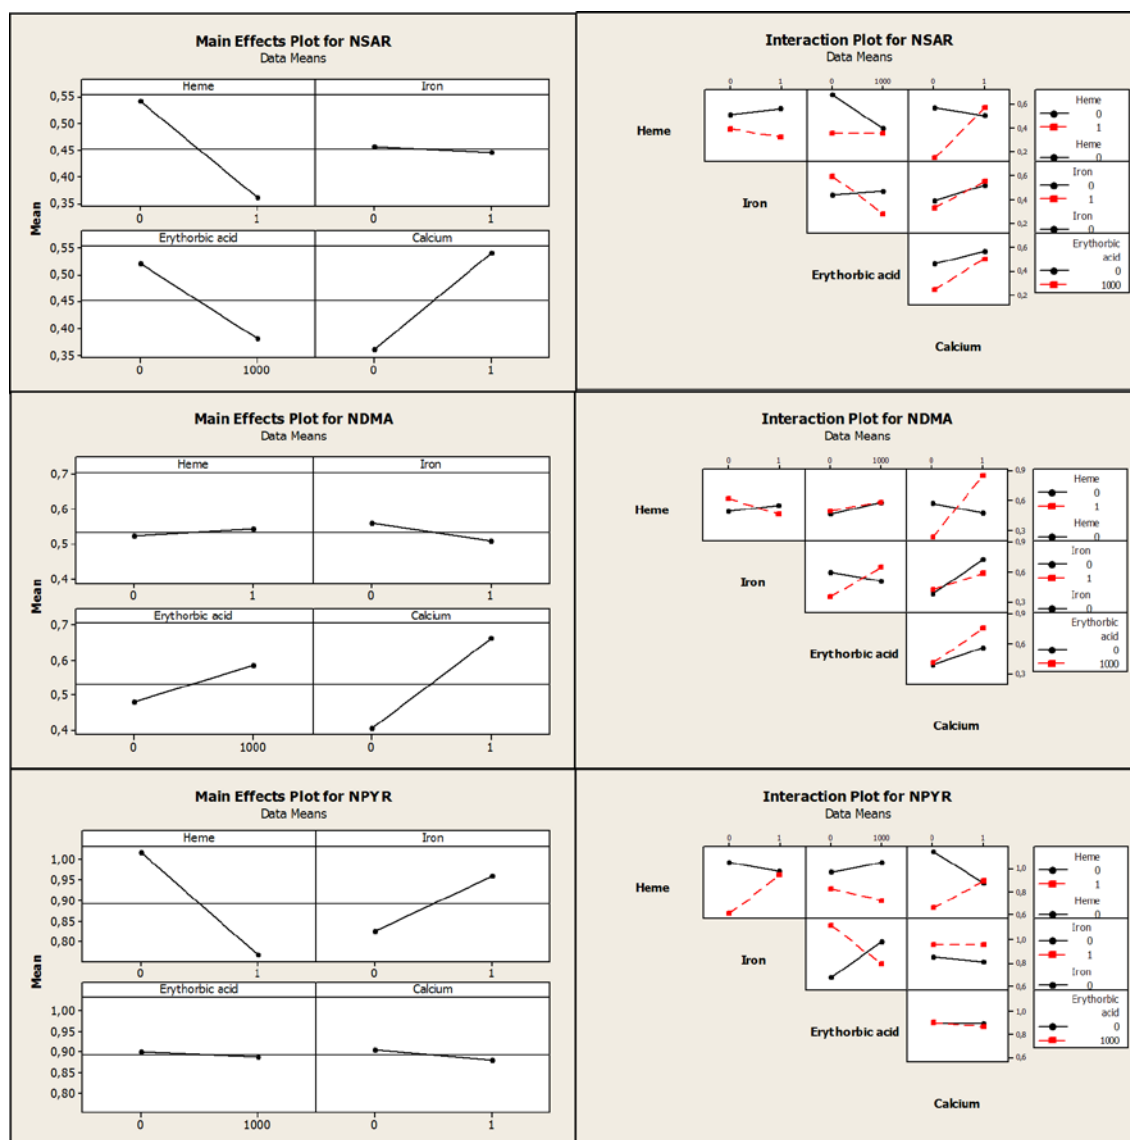 Main Effects Plot for NSAR
Data Means
Heme Iron
0,55
0,50
0,45
0,40
0,35
0 1 0 1
Erythorbic acid Calcium
0,55
0,50
0,45
0,40
0,35
0 1000 0 1
Mean
Interaction Plot for NSAR
Data Means
0 1 0 1000 0 1
Heme
0,6
0,4
0,2
Heme
0
1
Heme
0
Iron
0,6
0,4
0,2
Iron
0
1
Iron
0
Erythorbic acid
0,6
0,4
0,2
Erythorbic
acid
0
1000
Calcium
Main Effects Plot for NDMA
Data Means
Heme Iron
0,7
0,6
0,5
0,4
0 1 0 1
Erythorbic acid Calcium
0,7
0,6
0,5
0,4
0 1000 0 1
Mean
Interaction Plot for NDMA
Data Means
0 1 0 1000 0 1
Heme
0,9
0,6
0,3
Heme
0
1
Heme
0
Iron
0,9
0,6
0,3
Iron
0
1
Iron
0
Erythorbic acid
0,9
0,6
0,3
Erythorbic
acid
0
1000
Calcium
Main Effects Plot for NPYR
Data Means
Heme Iron
1,00
0,95
0,90
0,85
0,80
0 1 0 1
Erythorbic acid Calcium
1,00
0,95
0,90
0,85
0,80
0 1000 0 1
Mean
Interaction Plot for NPYR
Data Means
0 1 0 1000 0 1
Heme
1,0
0,8
0,6
Heme
0
1
Heme
0
Iron
1,0
0,8
0,6
Iron
0
1
Iron
0
Erythorbic acid
1,0
0,8
0,6
Erythorbic
acid
0
1000
Calcium